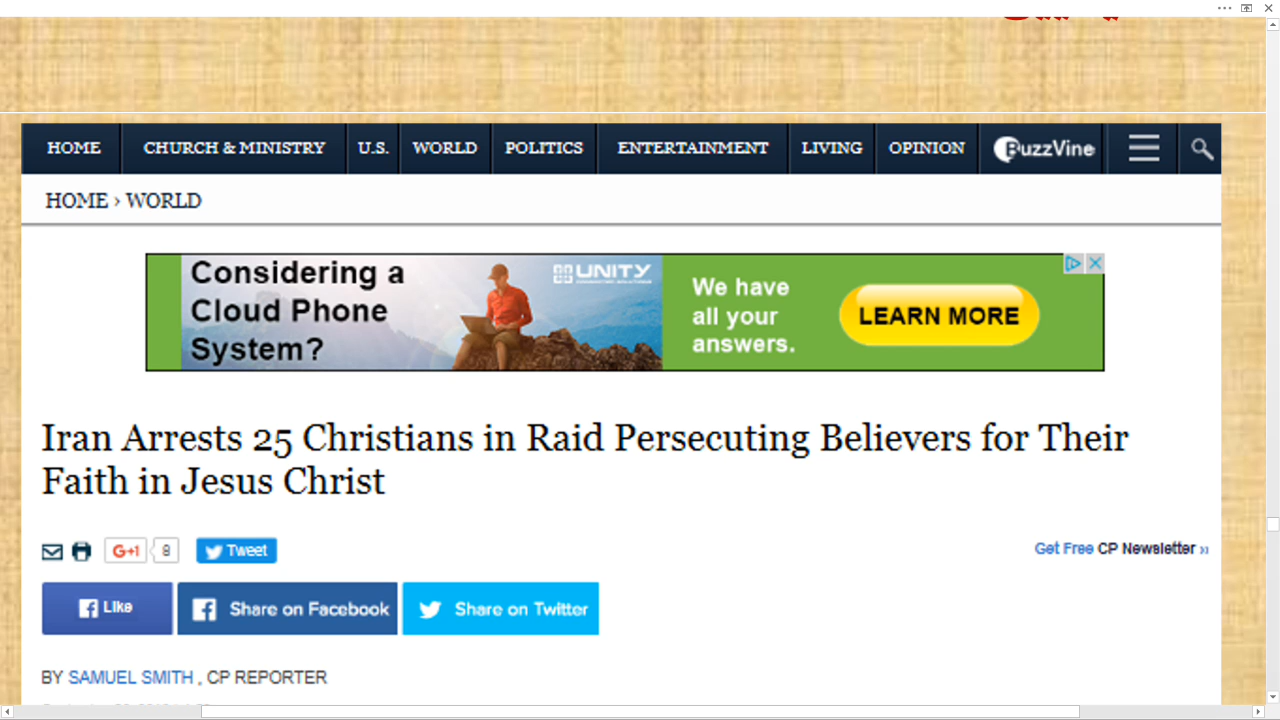 HOME CHURCH & MINISTRY U.S. WORLD POLITICS ENTERTAINMENT LIVING OPINION BuzzVine
HOME › WORLD
Considering a
Cloud Phone
System?
UNITY
We have
all your
answers.
LEARN MORE
Iran Arrests 25 Christians in Raid Persecuting Believers for Their
Faith in Jesus Christ
G+1 8 Tweet
Get Free CP Newsletter »
Like Share on Facebook Share on Twitter
BY SAMUEL SMITH , CP REPORTER